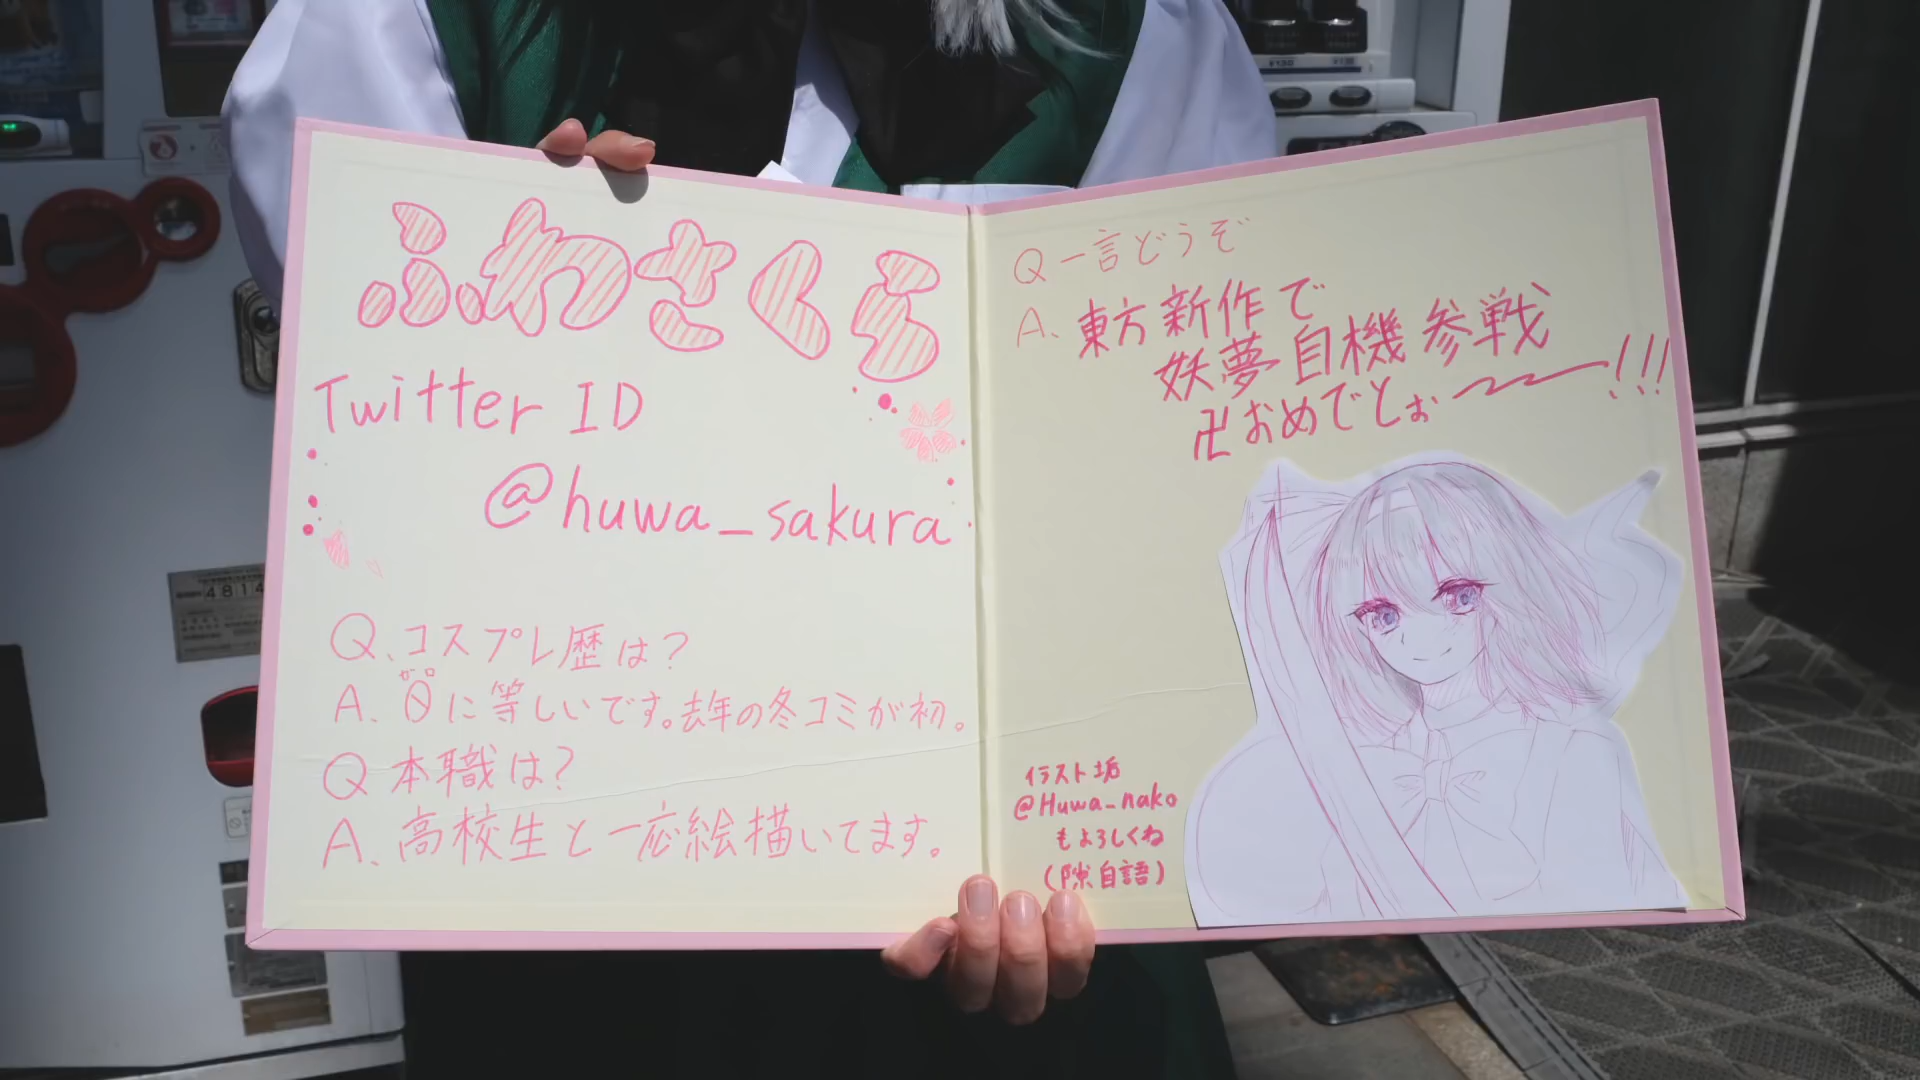 ふわさくら
Twitter ID
@huwa_sakura
Q、コスプレ歴は?
ゼロ
A、0に等しいです。去年の冬コミが初。
Q 本職は?
A、高校生と一応絵描いてます。
Q 一言どうぞ
A、東方新作で
妖夢自機参戦
卍おめでとぉ〜〜!!!
イラスト垢
@Huwa_nako
もよろしくね
(隙自語)
4814